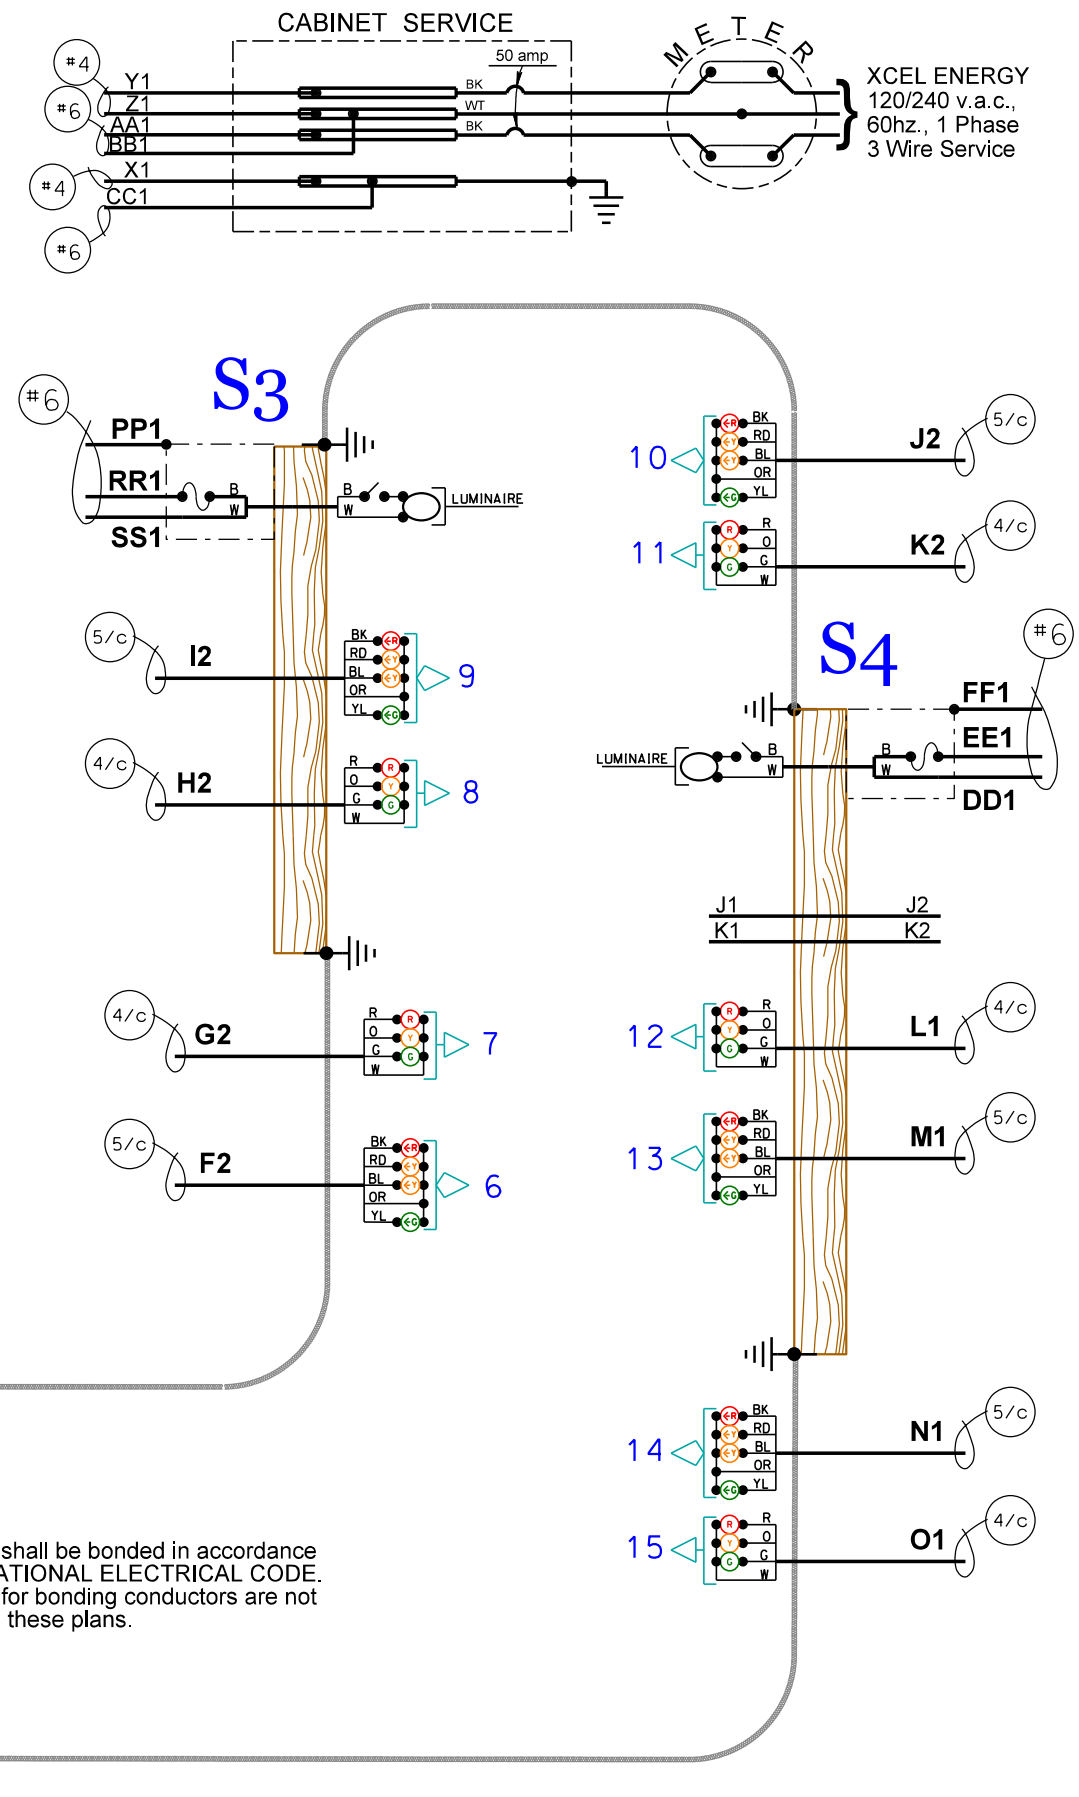 CABINET SERVICE
METER
#4
Y1
BK
50 amp
#6
Z1
WT
AA1
BK
BB1
XCEL ENERGY
120/240 v.a.c.,
60hz., 1 Phase
3 Wire Service
#4
X1
CC1
#6
S3
#6
PP1
RR1
B
W
B
W
LUMINAIRE
SS1
5/c
I2
BK
RD
BL
OR
YL
←R
←Y
←Y
←G
9
4/c
H2
R
O
G
W
R
Y
G
8
4/c
G2
R
O
G
W
R
Y
G
7
5/c
F2
BK
RD
BL
OR
YL
←R
←Y
←Y
←G
6
10
←R
←Y
←Y
←G
BK
RD
BL
OR
YL
J2
5/c
11
R
Y
G
R
O
G
W
K2
4/c
S4
#6
FF1
LUMINAIRE
B
W
B
W
EE1
DD1
J1
J2
K1
K2
12
R
Y
G
R
O
G
W
L1
4/c
13
←R
←Y
←Y
←G
BK
RD
BL
OR
YL
M1
5/c
14
←R
←Y
←Y
←G
BK
RD
BL
OR
YL
N1
5/c
15
R
Y
G
R
O
G
W
O1
4/c
shall be bonded in accordance
ATIONAL ELECTRICAL CODE.
for bonding conductors are not
these plans.